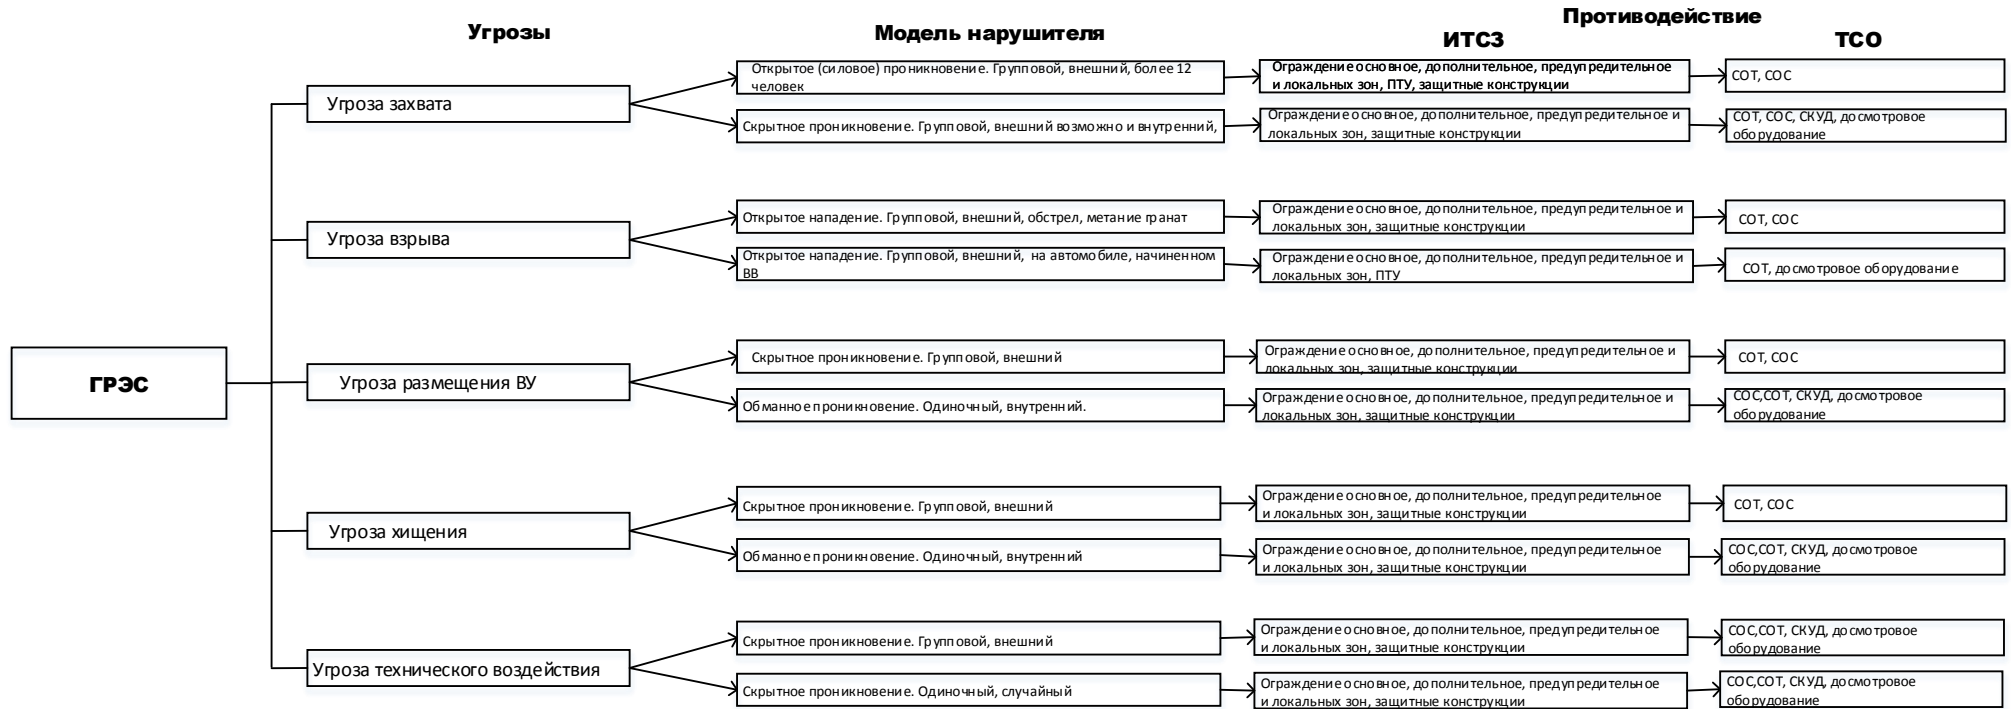 Противодействие
Угрозы
Модель нарушителя
ИТСЗ
ТСО
Открытое (силовое) проникновение. Групповой, внешний, более 12
человек
Ограждение основное, дополнительное, предупредительное
и локальных зон, ПТУ, защитные конструкции
СОТ, СОС
Угроза захвата
Скрытное проникновение. Групповой, внешний возможно и внутренний,
Ограждение основное, дополнительное, предупредительное и
локальных зон, защитные конструкции
СОТ, СОС, СКУД, досмотровое
оборудование
Открытое нападение. Групповой, внешний, обстрел, метание гранат
Ограждение основное, дополнительное, предупредительное и
локальных зон, защитные конструкции
СОТ, СОС
Угроза взрыва
Открытое нападение. Групповой, внешний, на автомобиле, начиненном
ВВ
Ограждение основное, дополнительное, предупредительное и
локальных зон, ПТУ
СОТ, досмотровое оборудование
Скрытное проникновение. Групповой, внешний
Ограждение основное, дополнительное, предупредительное и
локальных зон, защитные конструкции
СОТ, СОС
ГРЭС
Угроза размещения ВУ
Обманное проникновение. Одиночный, внутренний.
Ограждение основное, дополнительное, предупредительное и
локальных зон, защитные конструкции
СОС,СОТ, СКУД, досмотровое
оборудование
Скрытное проникновение. Групповой, внешний
Ограждение основное, дополнительное, предупредительное
и локальных зон, защитные конструкции
СОТ, СОС
Угроза хищения
Обманное проникновение. Одиночный, внутренний
Ограждение основное, дополнительное, предупредительное
и локальных зон, защитные конструкции
СОС,СОТ, СКУД, досмотровое
оборудование
Скрытное проникновение. Групповой, внешний
Ограждение основное, дополнительное, предупредительное
и локальных зон, защитные конструкции
СОС,СОТ, СКУД, досмотровое
оборудование
Угроза технического воздействия
Скрытное проникновение. Одиночный, случайный
Ограждение основное, дополнительное, предупредительное
и локальных зон, защитные конструкции
СОС,СОТ, СКУД, досмотровое
оборудование